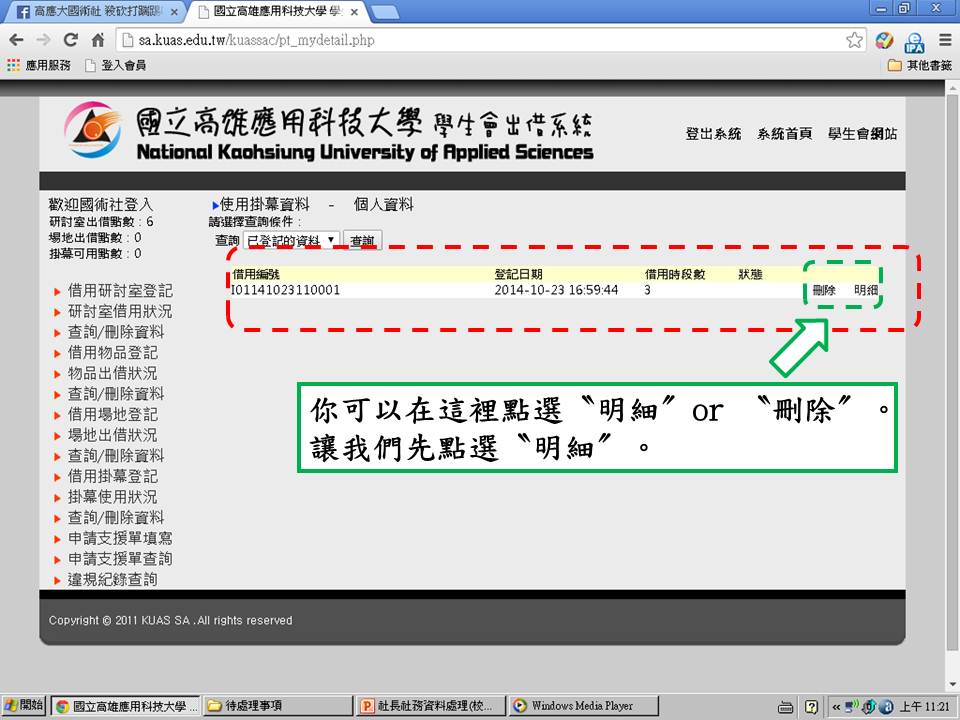 高應大國術社 殺砍打踢踹
國立高雄應用科技大學 學
sa.kuas.edu.tw/kuassac/pt_mydetail.php
應用服務 登入會員 其他書籤
國立高雄應用科技大學 學生會出借系統
National Kaohsiung University of Applied Sciences
登出系統 系統首頁 學生會網站
歡迎國術社登入
研討室出借點數：6
場地出借點數：0
掛幕可用點數：0
使用掛幕資料 - 個人資料
請選擇查詢條件：
查詢 已登記的資料 查詢
借用編號 登記日期 借用時段數 狀態
I01141023110001 2014-10-23 16:59:44 3 刪除 明細
借用研討室登記
研討室借用狀況
查詢/刪除資料
借用物品登記
物品出借狀況
查詢/刪除資料
借用場地登記
場地出借狀況
查詢/刪除資料
借用掛幕登記
掛幕使用狀況
查詢/刪除資料
申請支援單填寫
申請支援單查詢
違規紀錄查詢
你可以在這裡點選〝明細〞or 〝刪除〞。
讓我們先點選〝明細〞。
Copyright © 2011 KUAS SA . All rights reserved
開始 國立高雄應用科技大學 ... 待處理事項 社長社務資料處理(校... Windows Media Player 上午 11:21